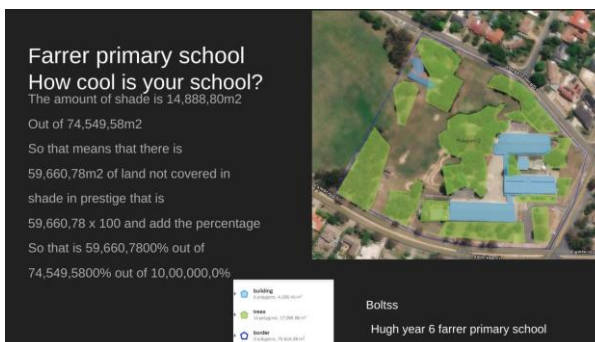 Farrer primary school
How cool is your school?
The amount of shade is 14,888,80m2
Out of 74,549,58m2
So that means that there is
59,660,78m2 of land not covered in
shade in prestige that is
59,660,78 x 100 and add the percentage
So that is 59,660,7800% out of
74,549,5800% out of 10,00,000,0%
building
trees
border
Boltss
Hugh year 6 farrer primary school